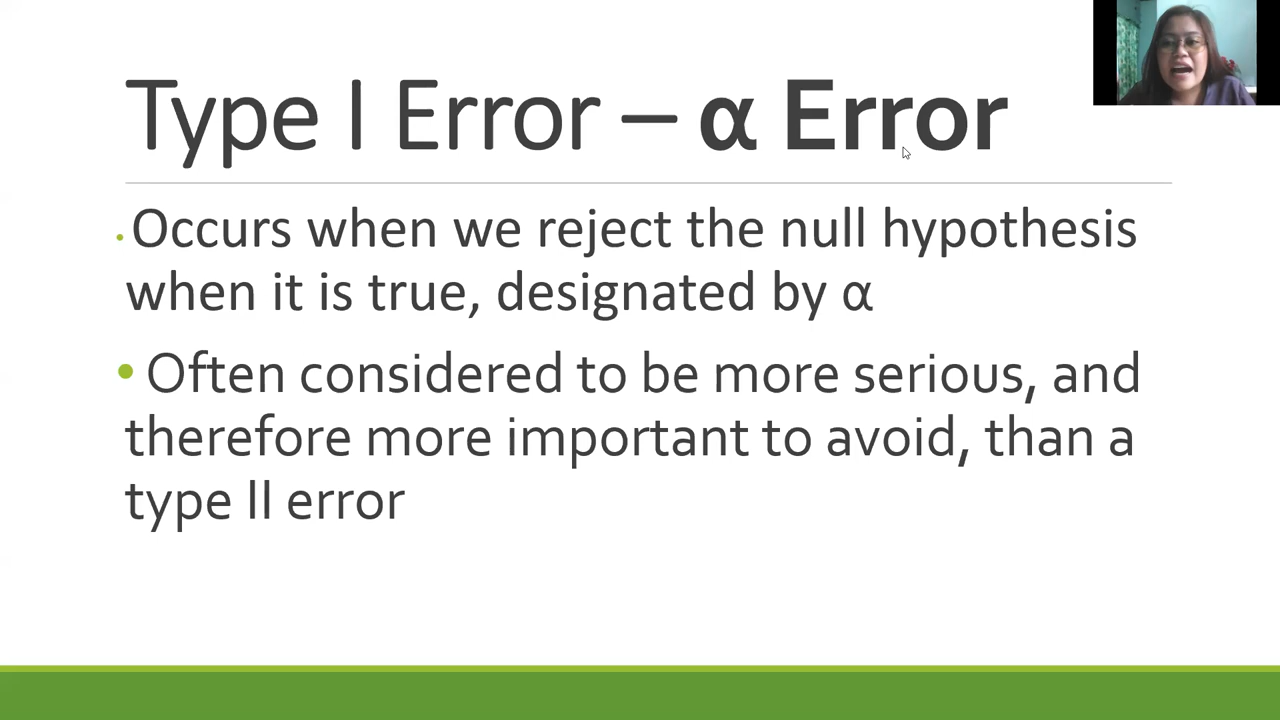 Type I Error – α Error
• Occurs when we reject the null hypothesis
when it is true, designated by α
• Often considered to be more serious, and
therefore more important to avoid, than a
type II error